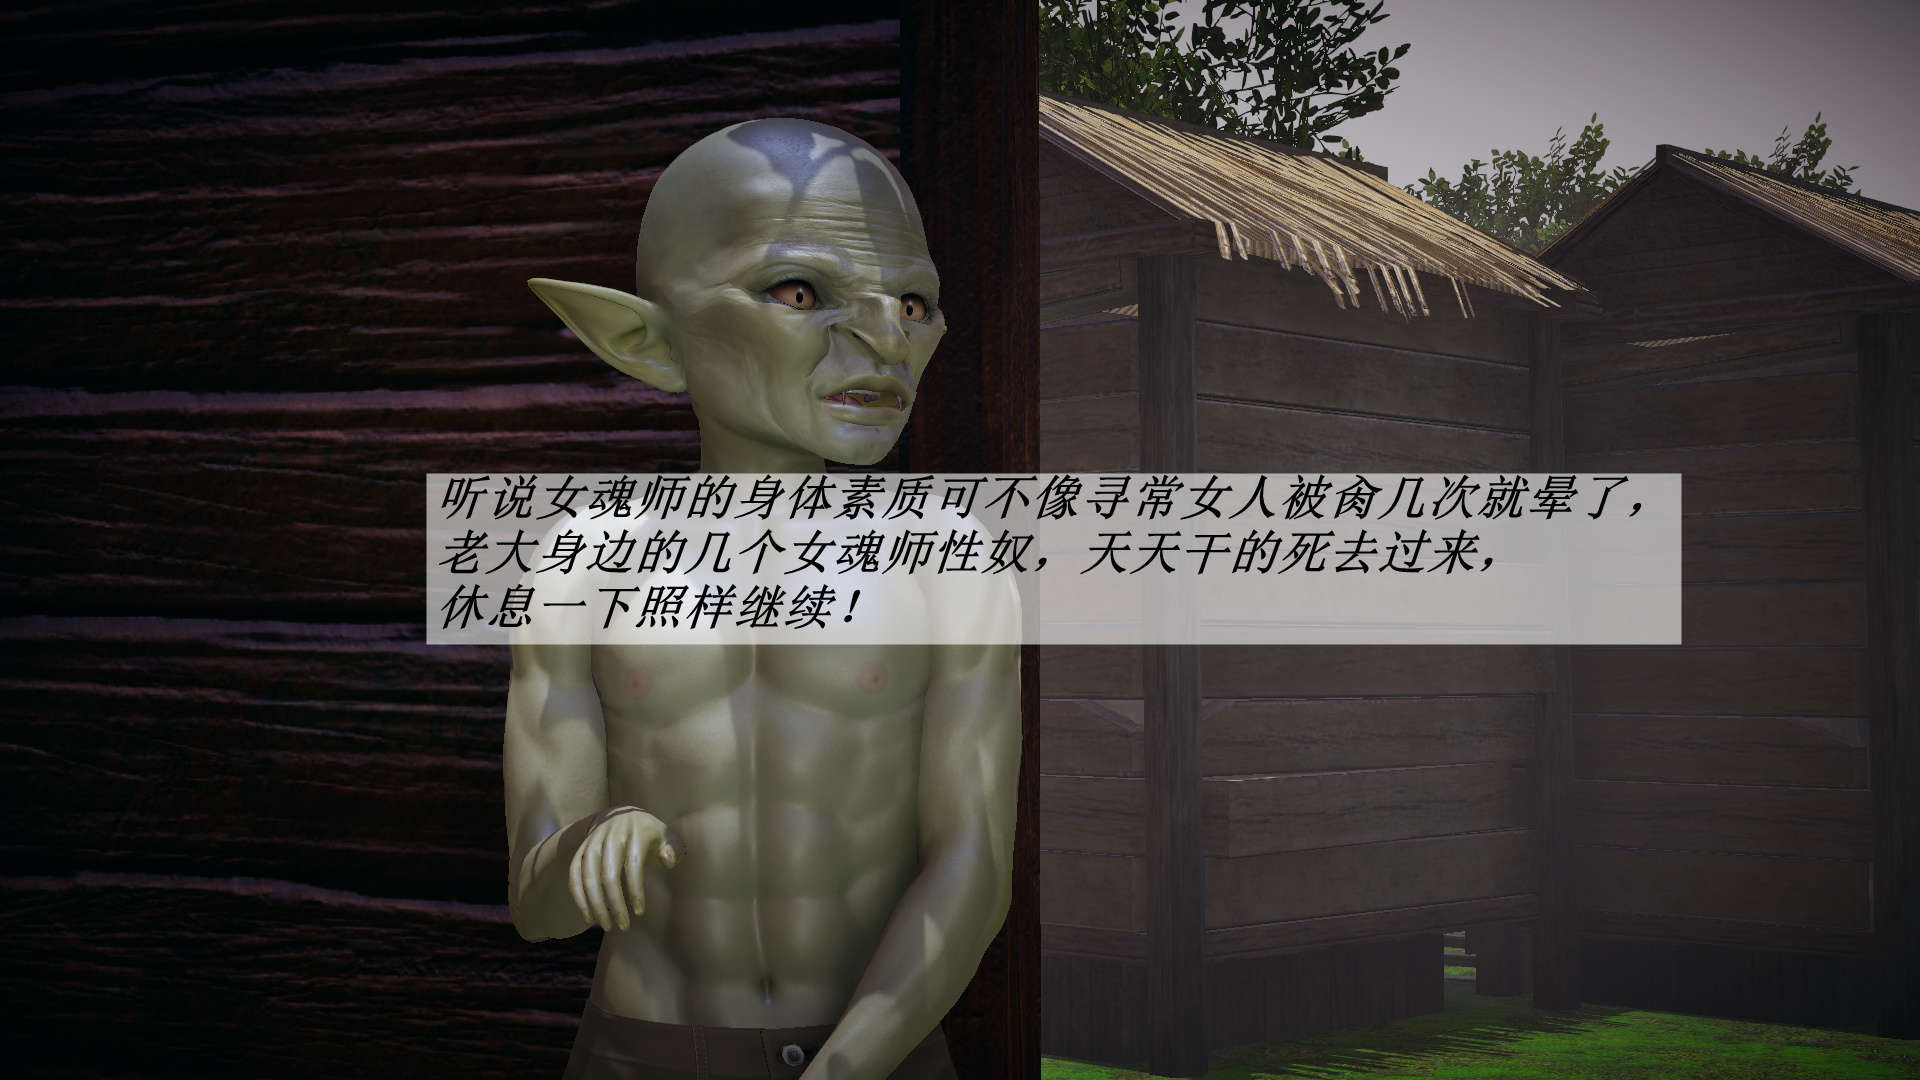 听说女魂师的身体素质可不像寻常女人被肏几次就晕了，
老大身边的几个女魂师性奴，天天干的死去过来，
休息一下照样继续！